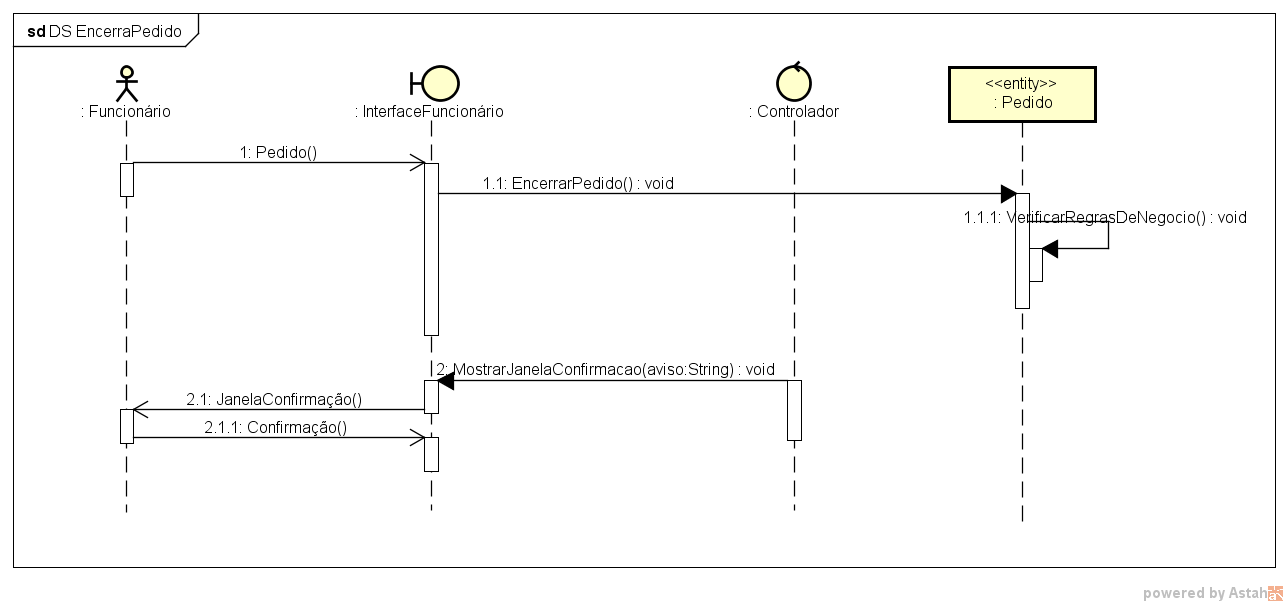 sd DS EncerraPedido
: Funcionário
: InterfaceFuncionário
: Controlador
<<entity>>
: Pedido
1: Pedido()
1.1: EncerrarPedido() : void
1.1.1: VerificarRegrasDeNegocio() : void
2: MostrarJanelaConfirmacao(aviso:String) : void
2.1: JanelaConfirmação()
2.1.1: Confirmação()
powered by Astah